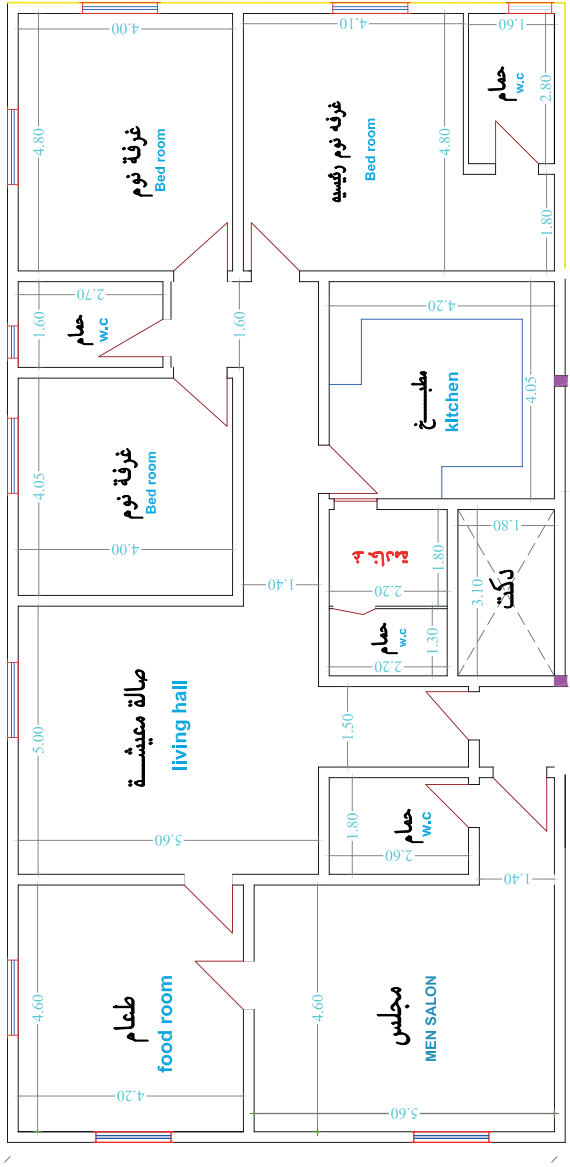 4.00
4.10
1.60
حمام
w.c
2.80
4.80
غرفة نوم
Bed room
غرفه نوم رئيسيه
Bed room
4.80
1.80
2.70
1.60
حمام
w.c
1.60
4.20
مطبخ
kItchen
4.05
4.05
غرفة نوم
Bed room
4.00
1.40
1.80
2.20
1.80
3.10
دكت
حمام
w.c
1.30
2.20
صالة معيشة
living hall
5.00
1.50
5.60
1.80
حمام
w.c
2.60
1.40
4.60
طعام
food room
4.20
4.60
مجلس
MEN SALON
5.60